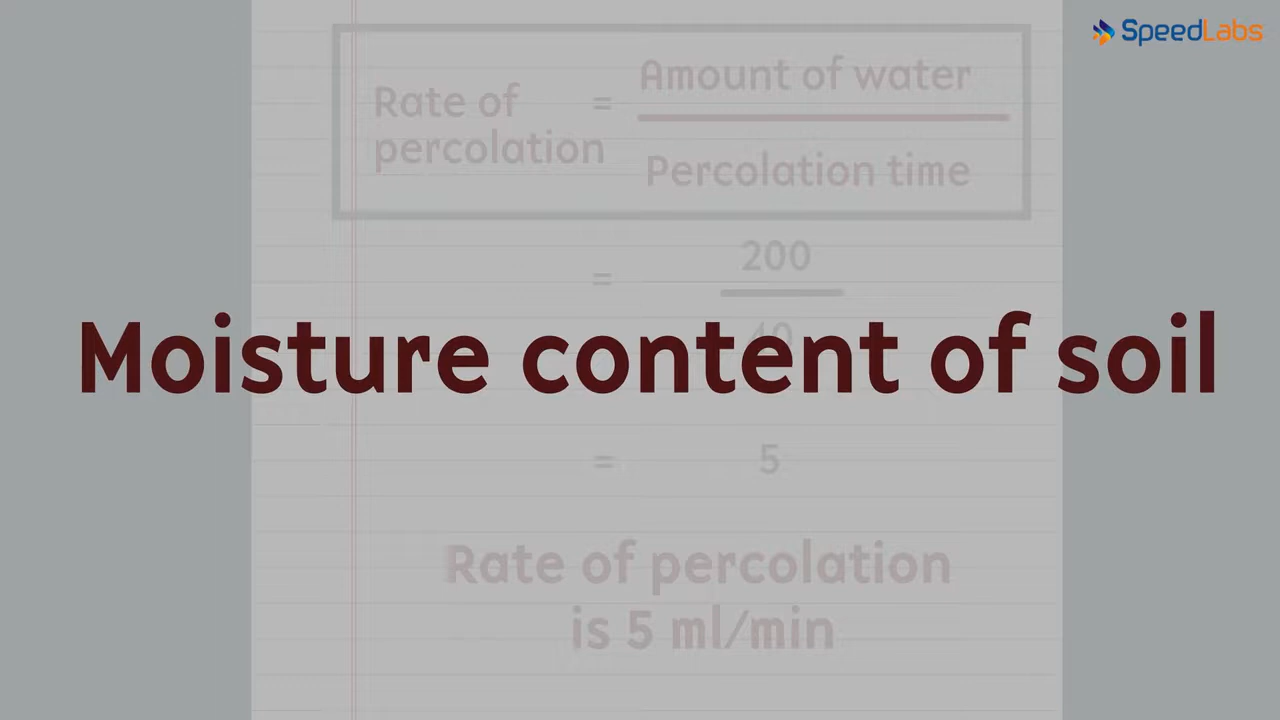 SpeedLabs
Rate of = Amount of water
percolation Percolation time
= 200
40
Moisture content of soil
= 5
Rate of percolation
is 5 ml/min